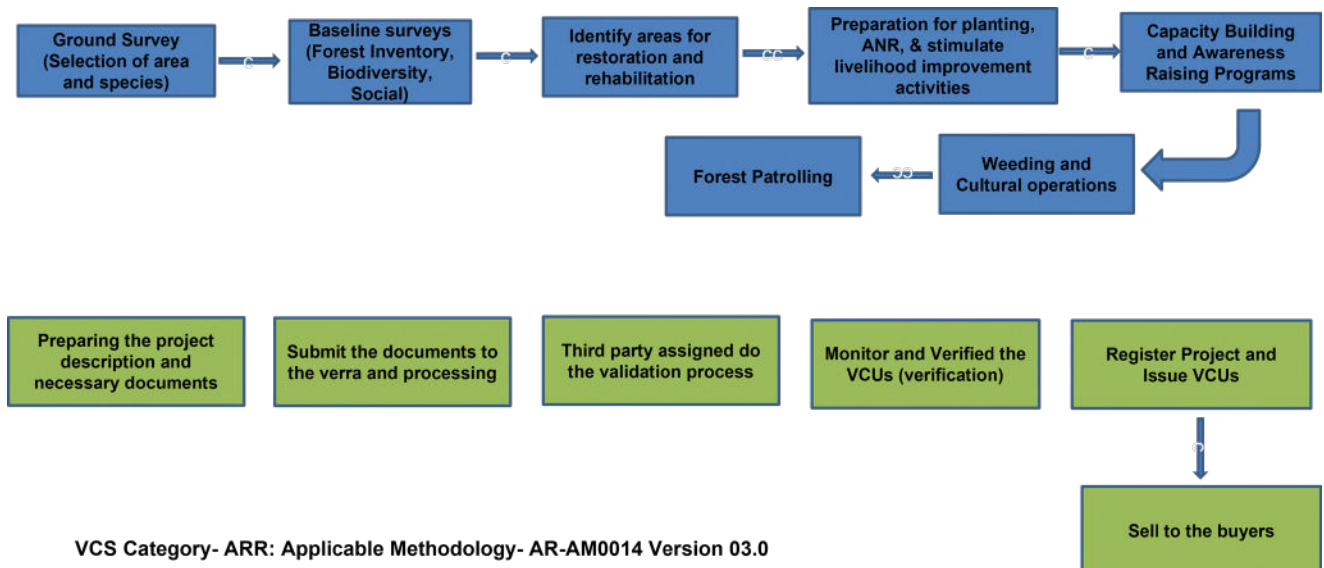 Ground Survey
(Selection of area
and species)
c
Baseline surveys
(Forest Inventory,
Biodiversity,
Social)
c
Identify areas for
restoration and
rehabilitation
cc
Preparation for planting,
ANR, & stimulate
livelihood improvement
activities
c
Capacity Building
and Awareness
Raising Programs
Weeding and
Cultural operations
cc
Forest Patrolling
Preparing the project
description and
necessary documents
Submit the documents to
the verra and processing
Third party assigned do
the validation process
Monitor and Verified the
VCUs (verification)
Register Project and
Issue VCUs
c
Sell to the buyers
VCS Category- ARR: Applicable Methodology- AR-AM0014 Version 03.0